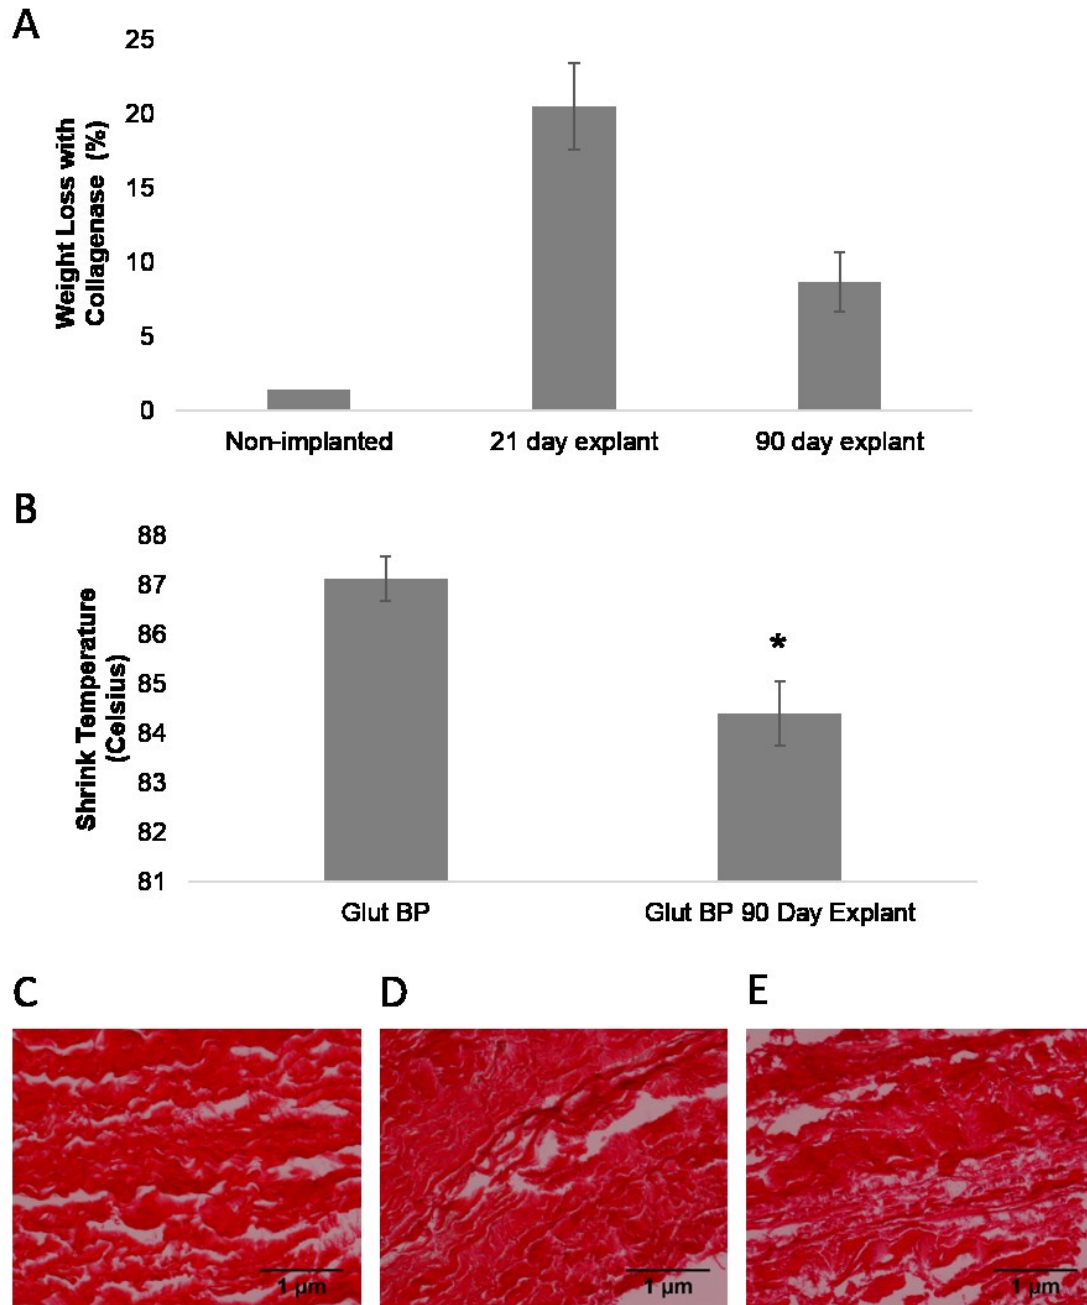 A
Weight Loss with
Collagenase (%)
25
20
15
10
5
0
Non-implanted 21 day explant 90 day explant
B
Shrink Temperature
(Celsius)
88
87
86
85
84
83
82
81
*
Glut BP Glut BP 90 Day Explant
C D E
1 µm 1 µm 1 µm